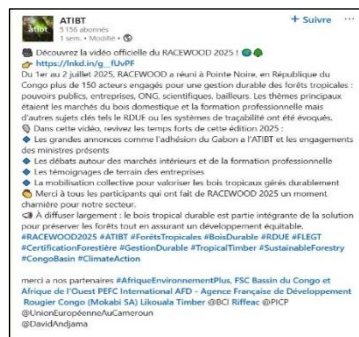 atibt
ATIBT
+ Suivre ...
5 156 abonnés
1 sem. • Modifié •
Découvrez la vidéo officielle du RACEWOOD 2025 !
https://lnkd.in/g_fUvPF
Du 1er au 2 juillet 2025, RACEWOOD a réuni à Pointe Noire, en République du
Congo plus de 150 acteurs engagés pour une gestion durable des forêts tropicales :
pouvoirs publics, entreprises, ONG, scientifiques, bailleurs. Les thèmes principaux
étaient les marchés du bois domestique et la formation professionnelle mais
d'autres sujets clés tels le RDUE ou les systèmes de traçabilité ont été évoqués.
Dans cette vidéo, revivez les temps forts de cette édition 2025 :
Les grandes annonces comme l'adhésion du Gabon a l'ATIBT et les engagements
des ministres présents
Les débats autour des marchés intérieurs et de la formation professionnelle
Les témoignages de terrain des entreprises
La mobilisation collective pour valoriser les bois tropicaux gérés durablement
Merci à tous les participants qui ont fait de RACEWOOD 2025 un moment
charnière pour notre secteur.
À diffuser largement : le bois tropical durable est partie intégrante de la solution
pour préserver les forêts tout en assurant un développement équitable.
#RACEWOOD2025 #ATIBT #ForêtsTropicales #BoisDurable #RDUE #FLEGT
#CertificationForestière #GestionDurable #TropicalTimber #SustainableForestry
#CongoBasin #ClimateAction
merci a nos partenaires #AfriqueEnvironnementPlus, FSC Bassin du Congo et
Afrique de l'Ouest PEFC International AFD - Agence Française de Développement
Rougier Congo (Mokabi SA) Likouala Timber @BCI Riffeac @PICP
@UnionEuropéenneAuCameroun
@DavidAndjama